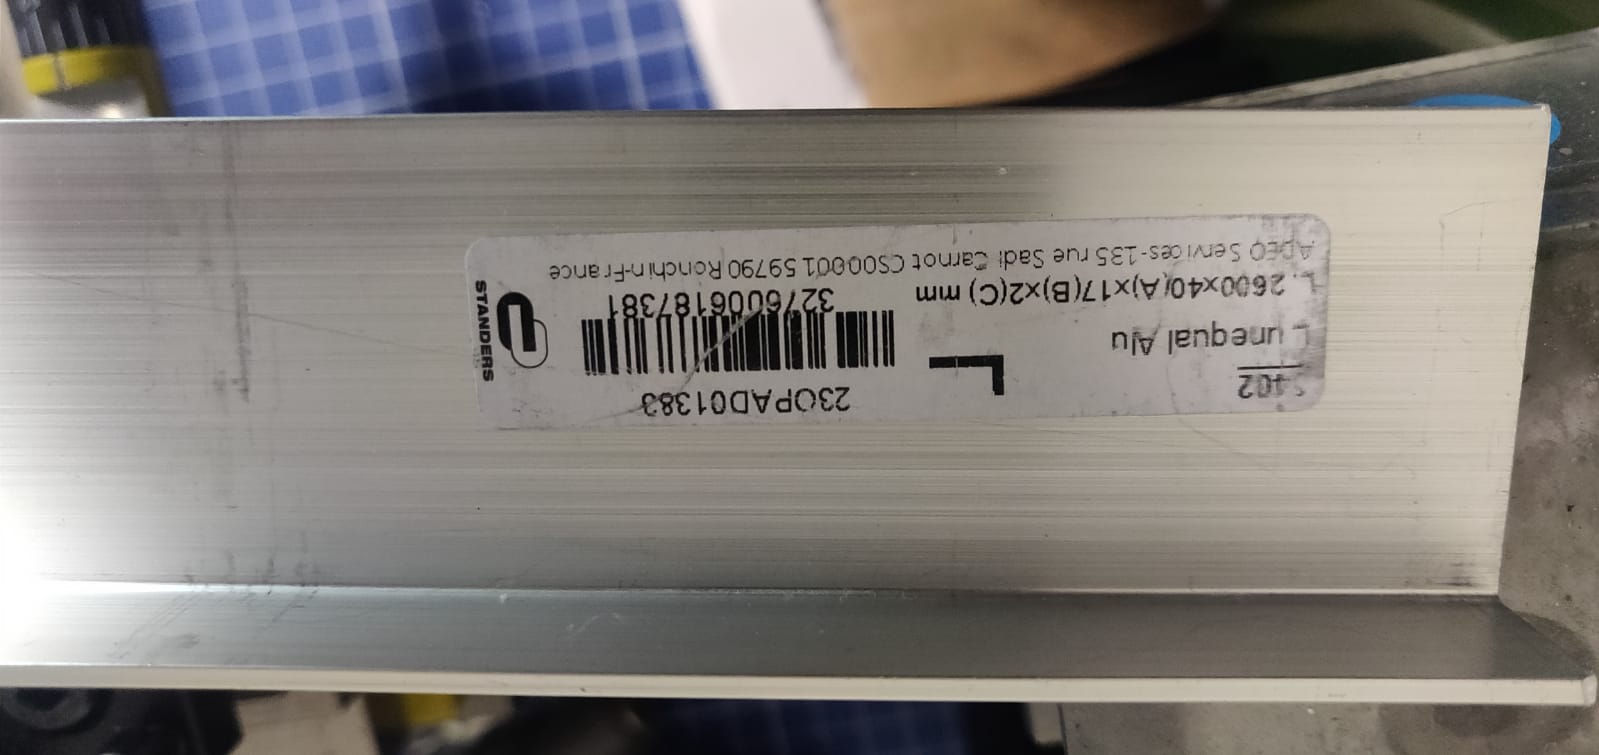 23OPAD01383
L unequal Alu
L. 2600x40(A)x17(B)x2(C) mm
3276006187381
ADEO Services-135 rue Sadi Carnot CS00001 59790 Ronchin-France
STANDERS